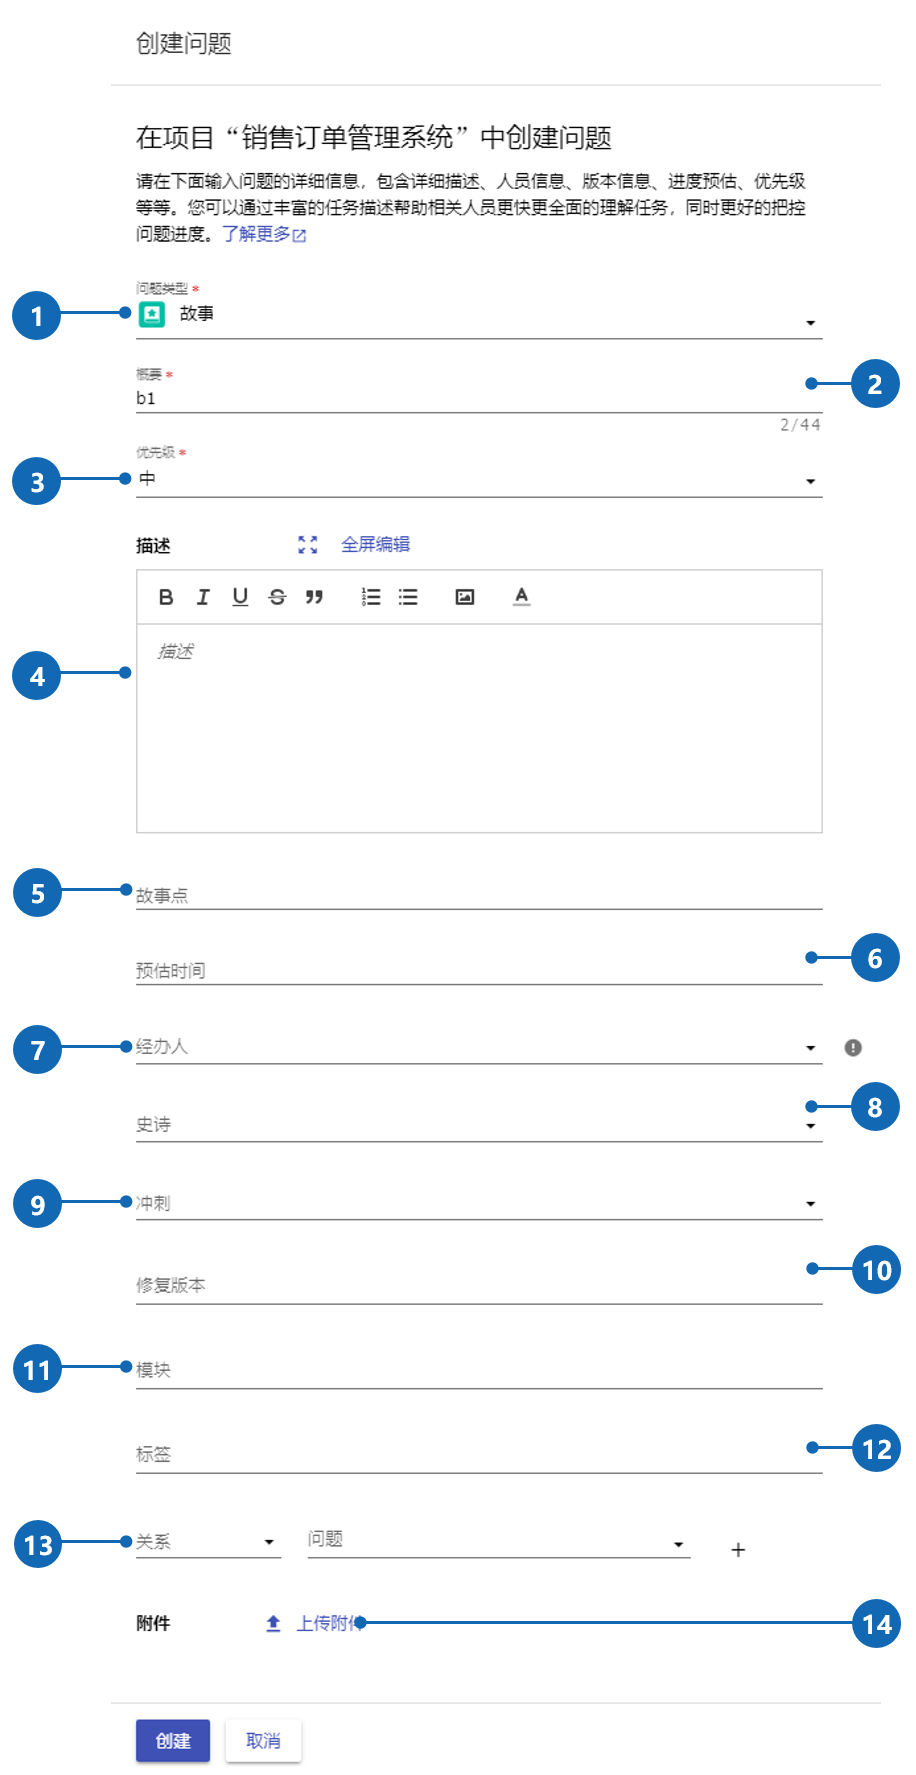 创建问题
在项目“销售订单管理系统”中创建问题
请在下面输入问题的详细信息，包含详细描述、人员信息、版本信息、进度预估、优先级
等等。您可以通过丰富的任务描述帮助相关人员更快更全面的理解任务，同时更好的把控
问题进度。了解更多
问题类型 *
1 故事
概要 *
b1 2
2/44
优先级 *
3 中
描述 全屏编辑
B I U S ” A
描述
4
5 故事点
预估时间 6
7 经办人
史诗 8
9 冲刺
修复版本 10
11 模块
标签 12
13 关系 问题 +
附件 上传附件 14
创建 取消